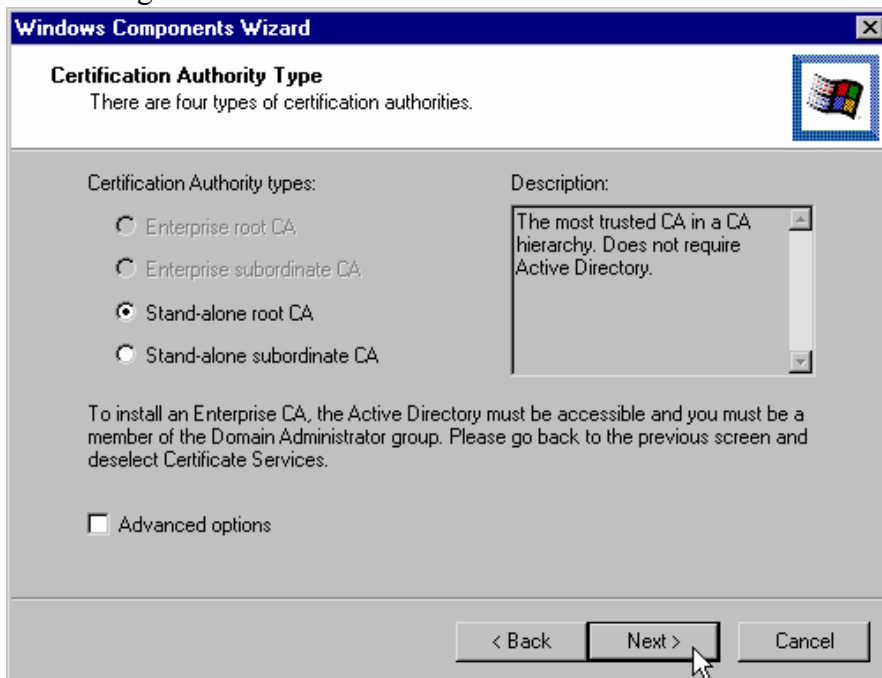 Windows Components Wizard
Certification Authority Type
There are four types of certification authorities.
Certification Authority types:
Enterprise root CA
Enterprise subordinate CA
Stand-alone root CA
Stand-alone subordinate CA
Description:
The most trusted CA in a CA
hierarchy. Does not require
Active Directory.
To install an Enterprise CA, the Active Directory must be accessible and you must be a
member of the Domain Administrator group. Please go back to the previous screen and
deselect Certificate Services.
Advanced options
< Back
Next >
Cancel